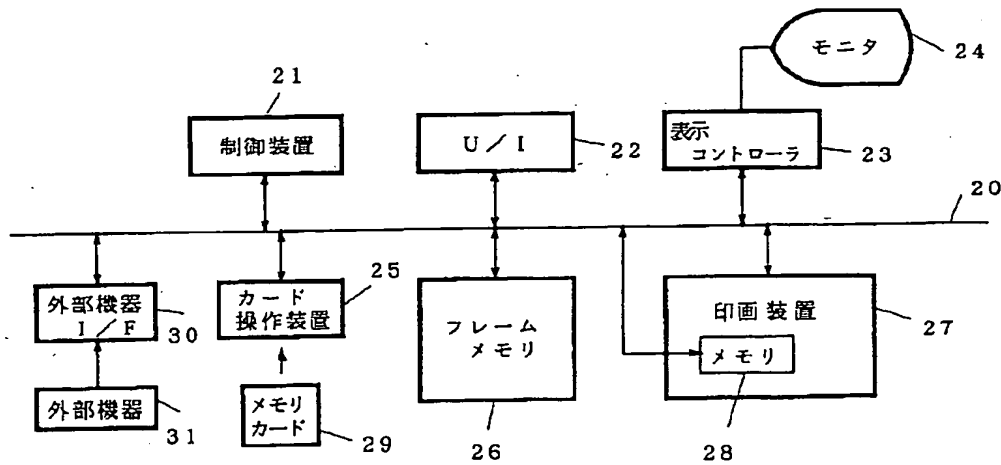 モニタ
24
21
制御装置
U/I
22
表示
コントローラ
23
20
外部機器
I/F
30
カード
操作装置
25
フレーム
メモリ
26
印画装置
27
メモリ
28
外部機器
31
メモリ
カード
29